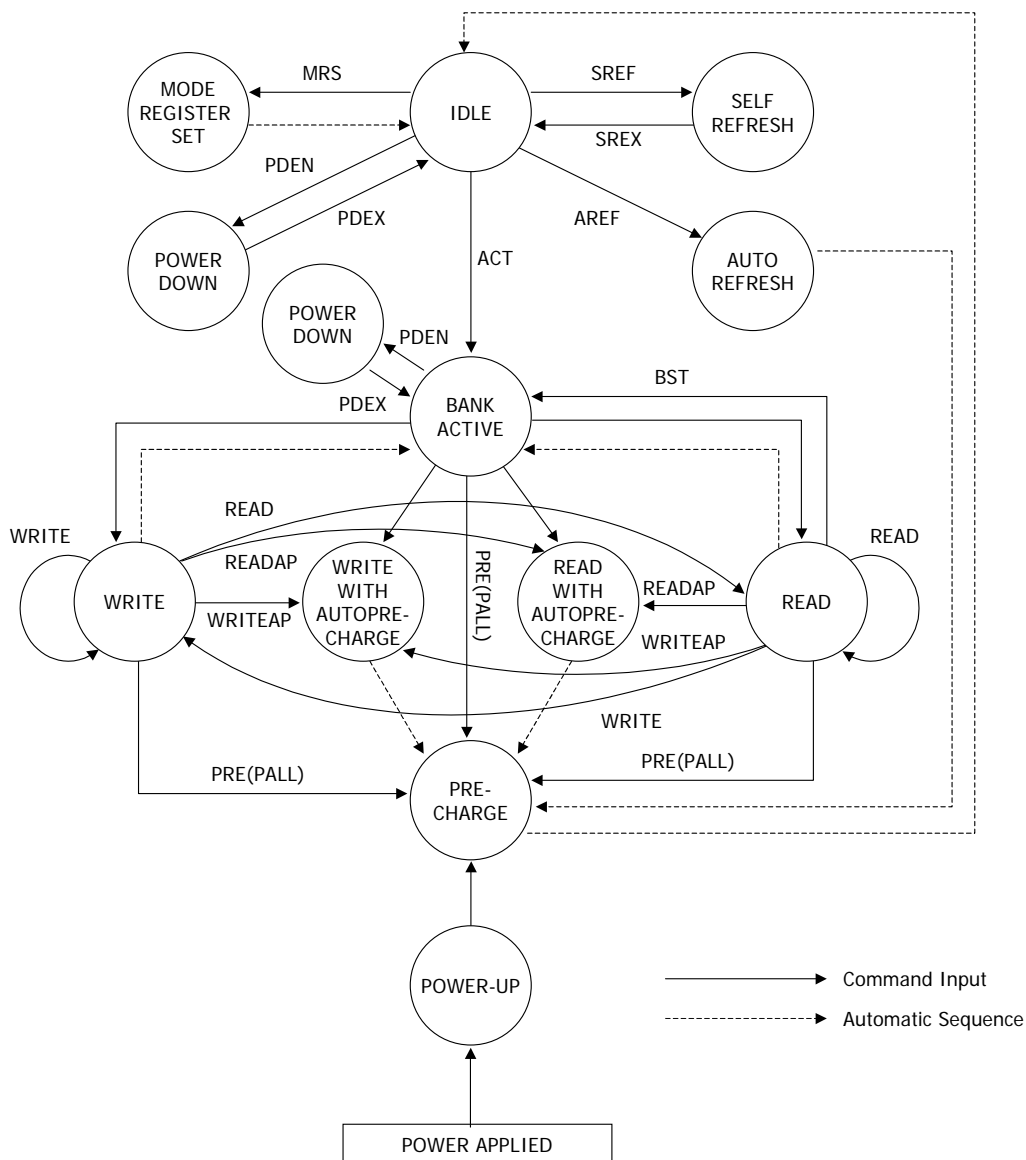 MRS
SREF
MODE
REGISTER
SET
IDLE
SELF
REFRESH
SREX
PDEN
PDEX
AREF
POWER
DOWN
ACT
AUTO
REFRESH
POWER
DOWN
PDEN
BST
PDEX
BANK
ACTIVE
WRITE
READ
READ
READAP
WRITE
WRITEAP
WRITE
WITH
AUTOPRE-
CHARGE
PRE(PALL)
READ
WITH
AUTOPRE-
CHARGE
READAP
READ
WRITEAP
WRITE
PRE(PALL)
PRE(PALL)
PRE-
CHARGE
POWER-UP
Command Input
Automatic Sequence
POWER APPLIED